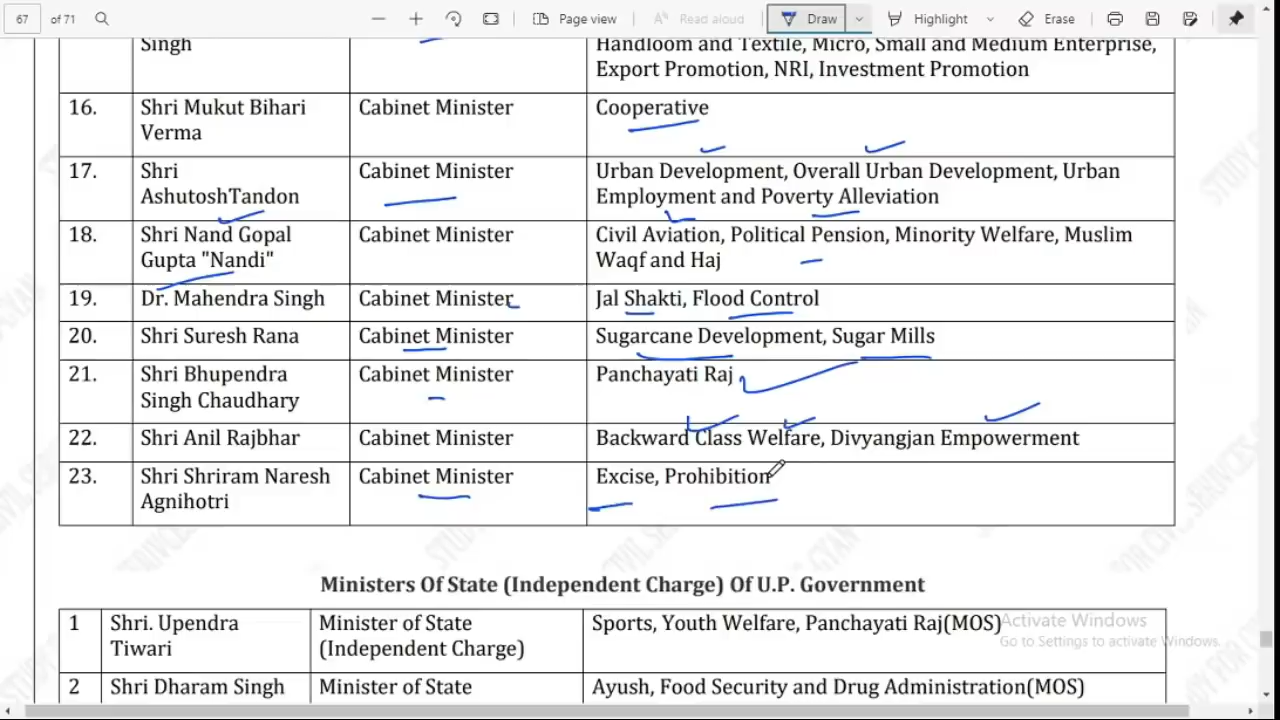 67 of 71 Page view Read aloud Draw Highlight Erase
Singh Handloom and Textile, Micro, Small and Medium Enterprise,
Export Promotion, NRI, Investment Promotion
16. Shri Mukut Bihari Cabinet Minister Cooperative
Verma
17. Shri Cabinet Minister Urban Development, Overall Urban Development, Urban
AshutoshTandon Employment and Poverty Alleviation
18. Shri Nand Gopal Cabinet Minister Civil Aviation, Political Pension, Minority Welfare, Muslim
Gupta "Nandi" Waqf and Haj
19. Dr. Mahendra Singh Cabinet Minister Jal Shakti, Flood Control
20. Shri Suresh Rana Cabinet Minister Sugarcane Development, Sugar Mills
21. Shri Bhupendra Cabinet Minister Panchayati Raj
Singh Chaudhary
22. Shri Anil Rajbhar Cabinet Minister Backward Class Welfare, Divyangjan Empowerment
23. Shri Shriram Naresh Cabinet Minister Excise, Prohibition
Agnihotri
Ministers Of State (Independent Charge) Of U.P. Government
1 Shri. Upendra Minister of State Sports, Youth Welfare, Panchayati Raj(MOS)
Tiwari (Independent Charge)
2 Shri Dharam Singh Minister of State Ayush, Food Security and Drug Administration(MOS)
Activate Windows
Go to Settings to activate Windows.